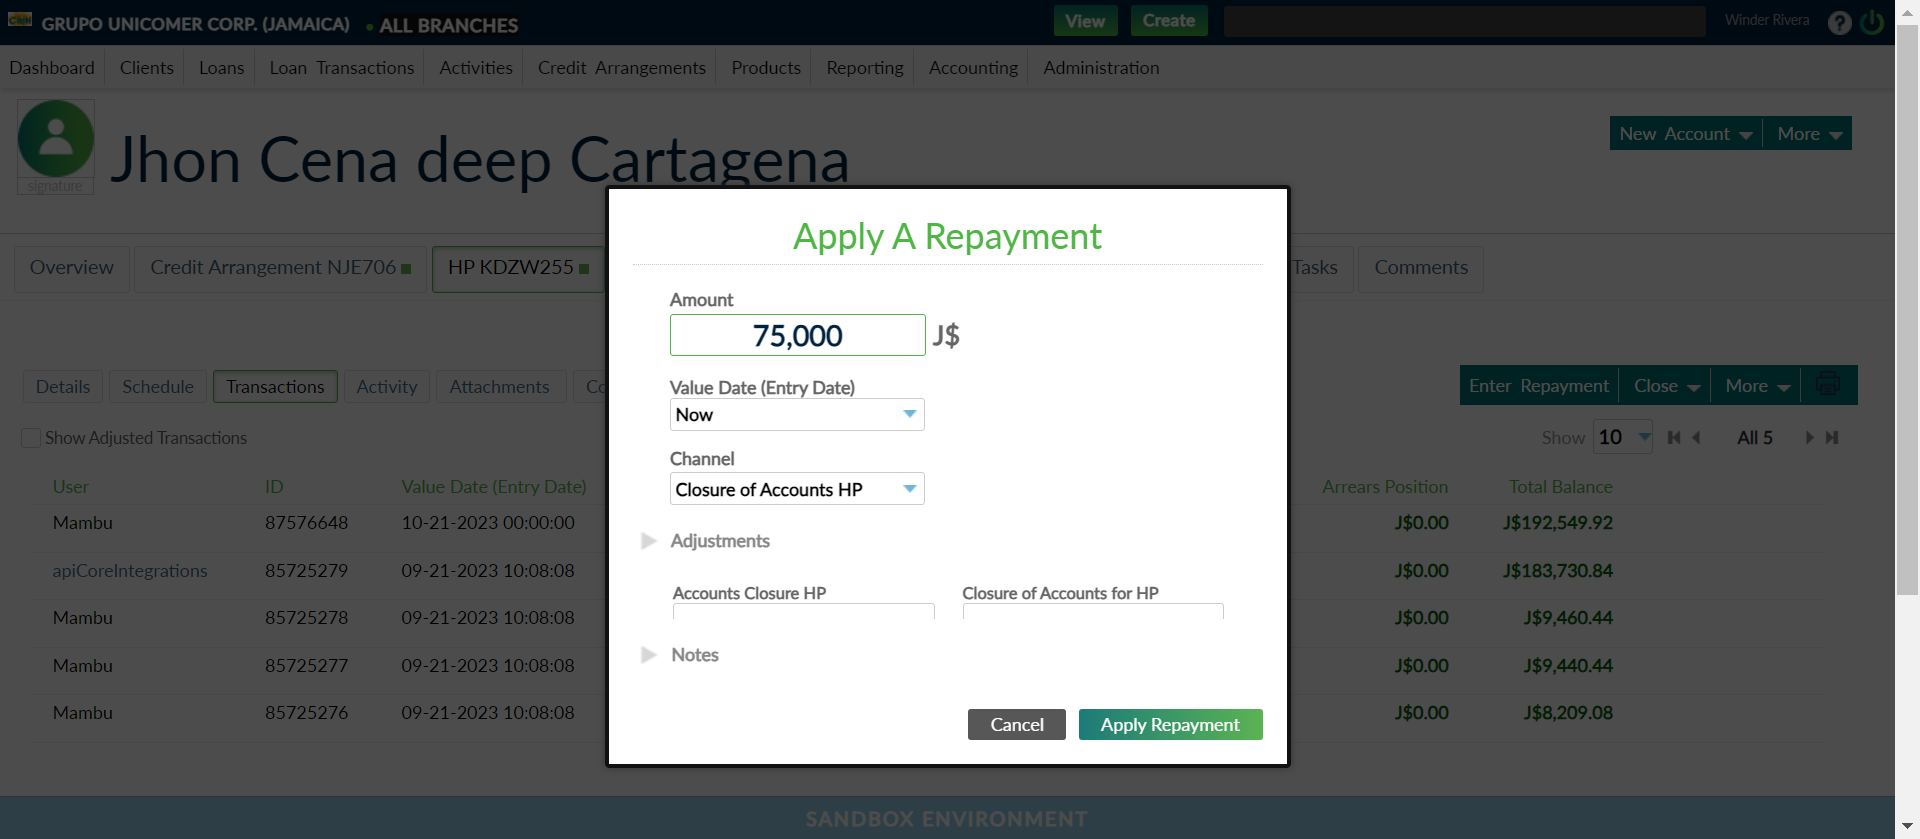 GRUPO UNICOMER CORP. (JAMAICA) ALL BRANCHES View Create Winder Rivera ?
Dashboard Clients Loans Loan Transactions Activities Credit Arrangements Products Reporting Accounting Administration
signature
Jhon Cena deep Cartagena
New Account More
Overview Credit Arrangement NJE706 HP KDZW255 Tasks Comments
Apply A Repayment
Amount
75,000 J$
Value Date (Entry Date)
Now
Channel
Closure of Accounts HP
Adjustments
Accounts Closure HP Closure of Accounts for HP
Notes
Cancel Apply Repayment
Details Schedule Transactions Activity Attachments Enter Repayment Close More
Show Adjusted Transactions Show 10 All 5
User ID Value Date (Entry Date) Arrears Position Total Balance
Mambu 87576648 10-21-2023 00:00:00 J$0.00 J$192,549.92
apiCoreIntegrations 85725279 09-21-2023 10:08:08 J$0.00 J$183,730.84
Mambu 85725278 09-21-2023 10:08:08 J$0.00 J$9,460.44
Mambu 85725277 09-21-2023 10:08:08 J$0.00 J$9,440.44
Mambu 85725276 09-21-2023 10:08:08 J$0.00 J$8,209.08
SANDBOX ENVIRONMENT